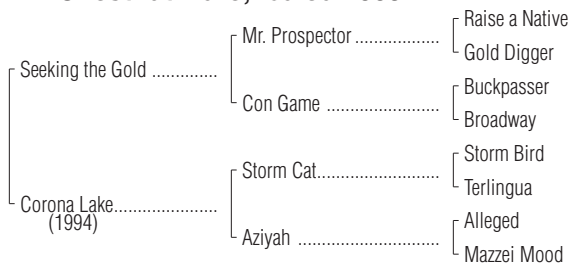 Raise a Native
Mr. Prospector ....................
Gold Digger
Seeking the Gold ...............
Buckpasser
Con Game ..........................
Broadway
Storm Bird
Storm Cat............................
Terlingua
Corona Lake........................
(1994)
Alleged
Aziyah .................................
Mazzei Mood